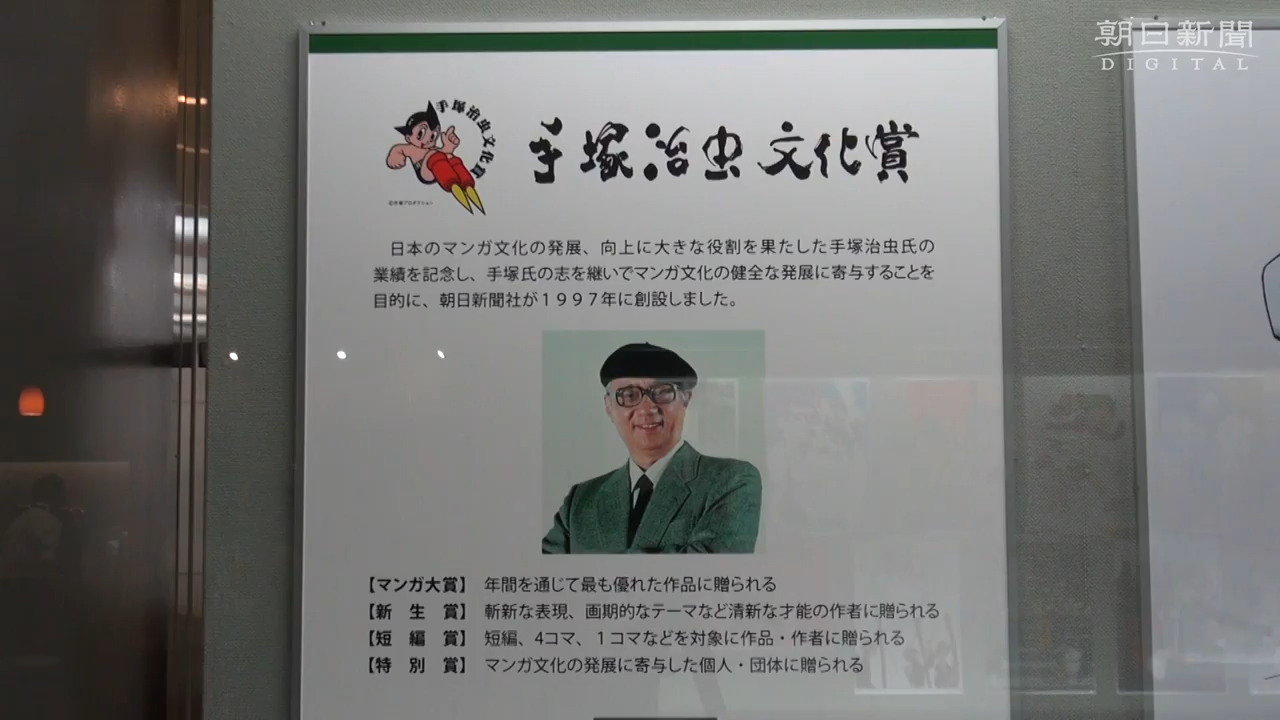 朝日新聞
DIGITAL
手塚治虫文化賞
手塚治虫文化賞
©手塚プロダクション
日本のマンガ文化の発展、向上に大きな役割を果たした手塚治虫氏の
業績を記念し、手塚氏の志を継いでマンガ文化の健全な発展に寄与することを
目的に、朝日新聞社が１９９７年に創設しました。
【マンガ大賞】 年間を通じて最も優れた作品に贈られる
【新　生　賞】 斬新な表現、画期的なテーマなど清新な才能の作者に贈られる
【短　編　賞】 短編、4コマ、１コマなどを対象に作品・作者に贈られる
【特　別　賞】 マンガ文化の発展に寄与した個人・団体に贈られる